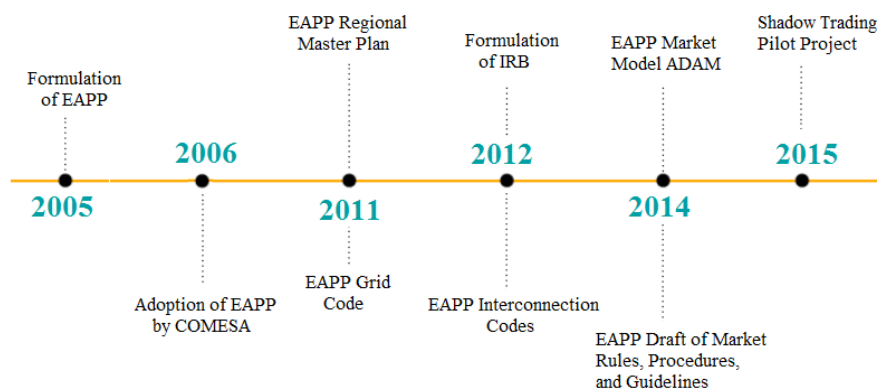 Formulation
of EAPP
2005
2006
Adoption of EAPP
by COMESA
EAPP Regional
Master Plan
2011
EAPP Grid
Code
Formulation
of IRB
2012
EAPP Interconnection
Codes
EAPP Market
Model ADAM
2014
EAPP Draft of Market
Rules, Procedures,
and Guidelines
Shadow Trading
Pilot Project
2015